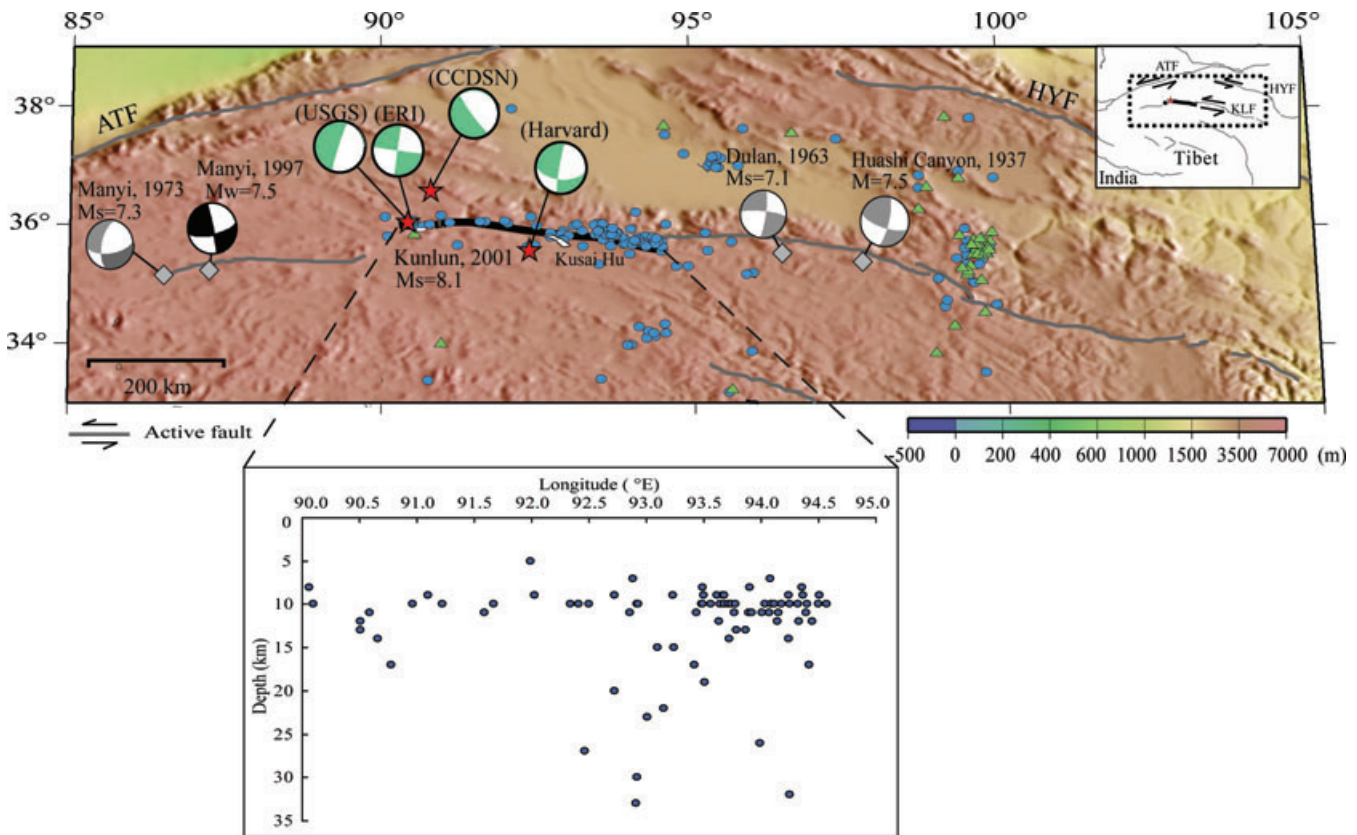 85° 90° 95° 100° 105°
38°
36°
34°
ATF
HYF
(CCDSN)
(USGS) (ERI)
(Harvard)
Manyi, 1997
Mw=7.5
Manyi, 1973
Ms=7.3
Dulan, 1963
Ms=7.1
Huashi Canyon, 1937
M=7.5
Kunlun, 2001
Ms=8.1
Kusai Hu
200 km
ATF
HYF
KLF
Tibet
India
Active fault
-500 0 200 400 600 1000 1500 3500 7000 (m)
Longitude ( °E)
90.0 90.5 91.0 91.5 92.0 92.5 93.0 93.5 94.0 94.5 95.0
Depth (km)
0
5
10
15
20
25
30
35